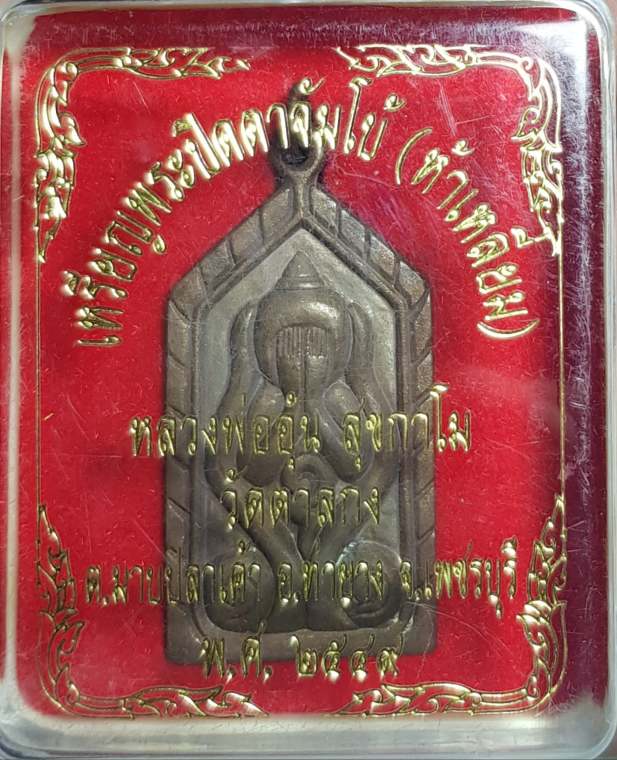 เหรียญพระปิดตาจัมโบ้ (ห้าเหลี่ยม)
หลวงพ่ออุ้น สุขกาโม
วัดตาลกง
ต.มาบปลาเค้า อ.ท่ายาง จ.เพชรบุรี
พ.ศ. ๒๕๔๙